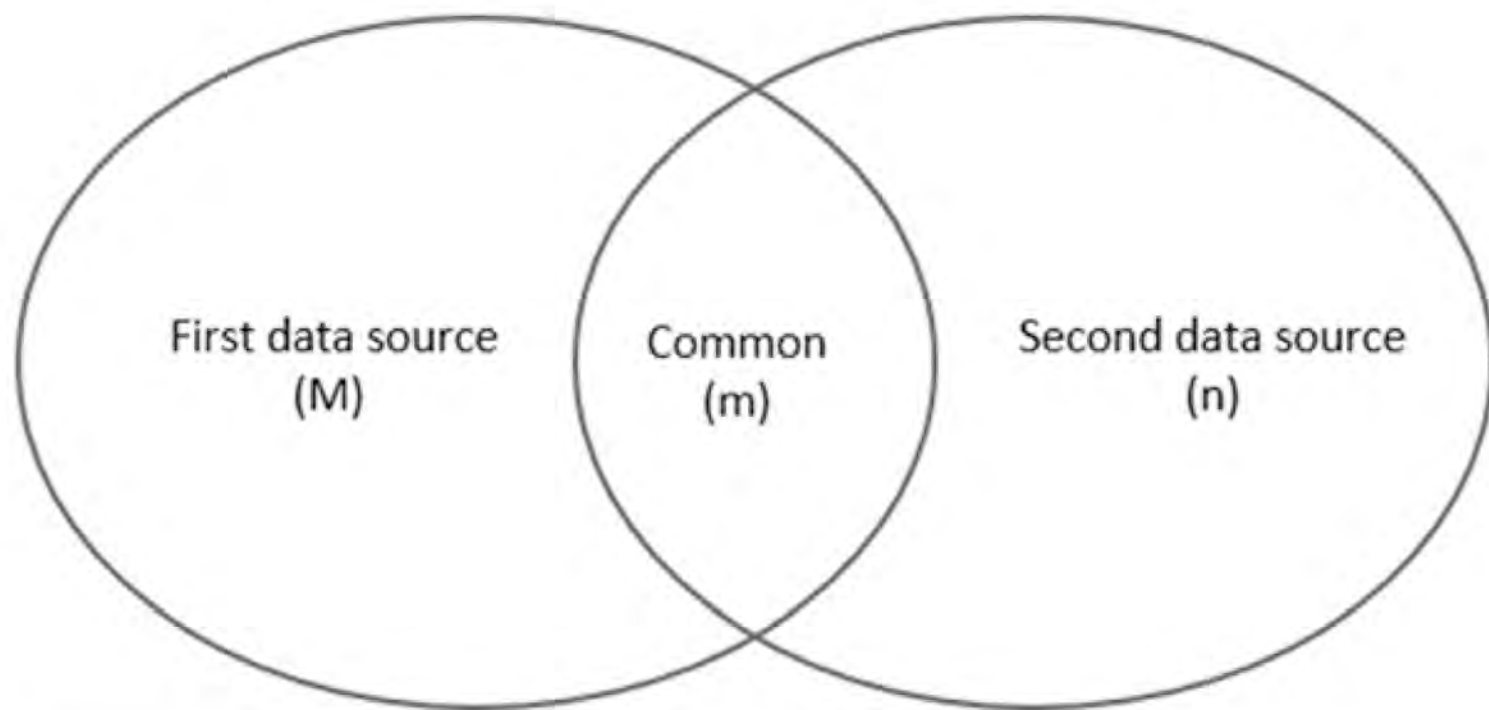 First data source
(M)
Common
(m)
Second data source
(n)